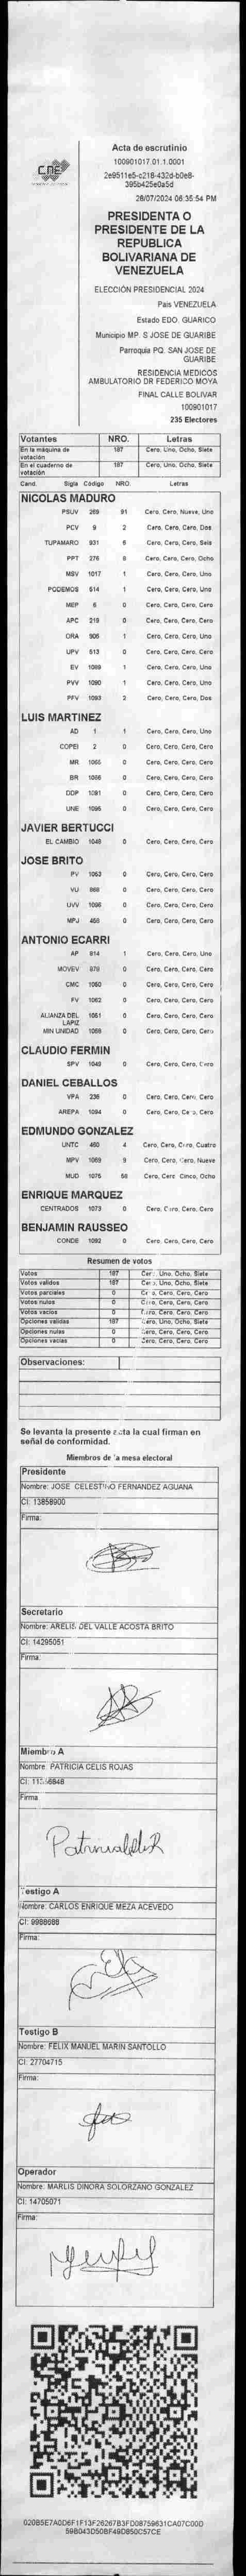 CNE
Acta de escrutinio
100901017.01.1.0001
2e9511e5-c218-432d-b0e8-
395b425e0a5d
28/07/2024 06:35:54 PM
PRESIDENTA O
PRESIDENTE DE LA
REPUBLICA
BOLIVARIANA DE
VENEZUELA
ELECCIÓN PRESIDENCIAL 2024
Pais VENEZUELA
Estado EDO. GUARICO
Municipio MP. S JOSE DE GUARIBE
Parroquia PQ. SAN JOSE DE
GUARIBE
RESIDENCIA MEDICOS
AMBULATORIO DR FEDERICO MOYA
FINAL CALLE BOLIVAR
100901017
235 Electores
Votantes NRO. Letras
En la máquina de votación 187 Cero, Uno, Ocho, Siete
En el cuaderno de votación 187 Cero, Uno, Ocho, Siete
Cand. Sigla Código NRO. Letras
NICOLAS MADURO
PSUV 269 91 Cero, Cero, Nueve, Uno
PCV 9 2 Cero, Cero, Cero, Dos
TUPAMARO 931 6 Cero, Cero, Cero, Seis
PPT 276 8 Cero, Cero, Cero, Ocho
MSV 1017 1 Cero, Cero, Cero, Uno
PODEMOS 514 1 Cero, Cero, Cero, Uno
MEP 6 0 Cero, Cero, Cero, Cero
APC 219 0 Cero, Cero, Cero, Cero
ORA 906 1 Cero, Cero, Cero, Uno
UPV 513 0 Cero, Cero, Cero, Cero
EV 1089 1 Cero, Cero, Cero, Uno
PVV 1090 1 Cero, Cero, Cero, Uno
PFV 1093 2 Cero, Cero, Cero, Dos
LUIS MARTINEZ
AD 1 1 Cero, Cero, Cero, Uno
COPEI 2 0 Cero, Cero, Cero, Cero
MR 1065 0 Cero, Cero, Cero, Cero
BR 1086 0 Cero, Cero, Cero, Cero
DDP 1091 0 Cero, Cero, Cero, Cero
UNE 1095 0 Cero, Cero, Cero, Cero
JAVIER BERTUCCI
EL CAMBIO 1048 0 Cero, Cero, Cero, Cero
JOSE BRITO
PV 1053 0 Cero, Cero, Cero, Cero
VU 868 0 Cero, Cero, Cero, Cero
UVV 1096 0 Cero, Cero, Cero, Cero
MPJ 458 0 Cero, Cero, Cero, Cero
ANTONIO ECARRI
AP 914 1 Cero, Cero, Cero, Uno
MOVEV 978 0 Cero, Cero, Cero, Cero
CMC 1050 0 Cero, Cero, Cero, Cero
FV 1062 0 Cero, Cero, Cero, Cero
ALIANZA DEL LAPIZ 1051 0 Cero, Cero, Cero, Cero
MIN UNIDAD 1068 0 Cero, Cero, Cero, Cero
CLAUDIO FERMIN
SPV 1049 0 Cero, Cero, Cero, Cero
DANIEL CEBALLOS
VPA 236 0 Cero, Cero, Cero, Cero
AREPA 1094 0 Cero, Cero, Cero, Cero
EDMUNDO GONZALEZ
UNTC 460 4 Cero, Cero, Cero, Cuatro
MPV 1069 9 Cero, Cero, Cero, Nueve
MUD 1075 58 Cero, Cero, Cinco, Ocho
ENRIQUE MARQUEZ
CENTRADOS 1073 0 Cero, Cero, Cero, Cero
BENJAMIN RAUSSEO
CONDE 1092 0 Cero, Cero, Cero, Cero
Resumen de votos
Votos 187 Cero, Uno, Ocho, Siete
Votos validos 187 Cero, Uno, Ocho, Siete
Votos parciales 0 Cero, Cero, Cero, Cero
Votos nulos 0 Cero, Cero, Cero, Cero
Votos vacios 0 Cero, Cero, Cero, Cero
Opciones validas 187 Cero, Uno, Ocho, Siete
Opciones nulas 0 Cero, Cero, Cero, Cero
Opciones vacias 0 Cero, Cero, Cero, Cero
Observaciones:
Se levanta la presente acta la cual firman en
señal de conformidad.
Miembros de la mesa electoral
Presidente
Nombre: JOSE CELESTINO FERNANDEZ AGUANA
CI: 13858900
Firma:
Secretario
Nombre: ARELIS DEL VALLE ACOSTA BRITO
CI: 14295051
Firma:
Miembro A
Nombre: PATRICIA CELIS ROJAS
Firma
Testigo A
Nombre: CARLOS ENRIQUE MEZA ACEVEDO
CI: 9988688
Firma:
Testigo B
Nombre: FELIX MANUEL MARIN SANTOLLO
CI: 27704715
Firma:
Operador
Nombre: MARLIS DINORA SOLORZANO GONZALEZ
CI: 14705071
Firma:
020B5E7A0D6F1F13F26267B3FD08759631CA07C00D
59B043D50BF49D850C57CE